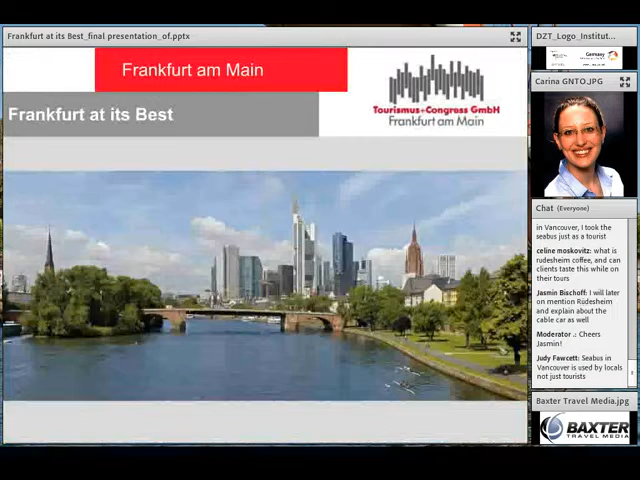 Frankfurt at its Best_final presentation_of.pptx
Frankfurt am Main
Frankfurt at its Best
Tourismus+Congress GmbH
Frankfurt am Main
DZT_Logo_Institut...
Germany
Carina GNTO.JPG
Chat (Everyone)
in Vancouver, I took the
seabus just as a tourist
celine moskovitz: what is
rudesheim coffee, and can
clients taste this while on
their tours
Jasmin Bischoff: I will later
on mention Rüdesheim
and explain about the
cable car as well
Moderator .: Cheers
Jasmin!
Judy Fawcett: Seabus in
Vancouver is used by locals
not just tourists
Baxter Travel Media.jpg
BAXTER
TRAVEL MEDIA